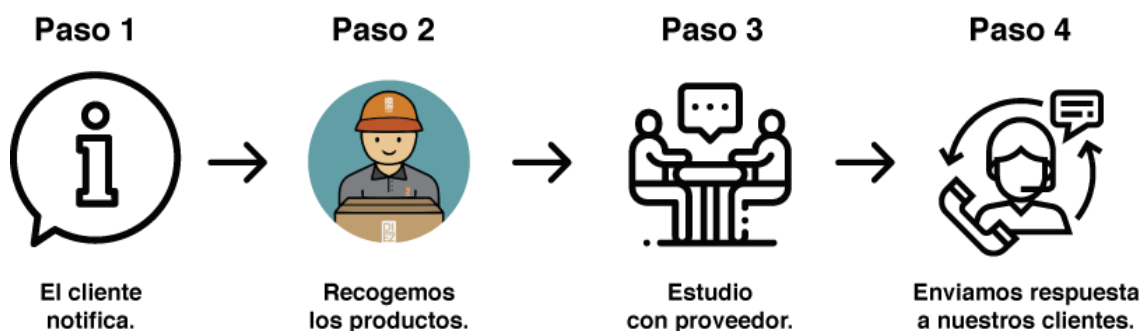 Paso 1
Paso 2
Paso 3
Paso 4
El cliente
notifica.
Recogemos
los productos.
Estudio
con proveedor.
Enviamos respuesta
a nuestros clientes.